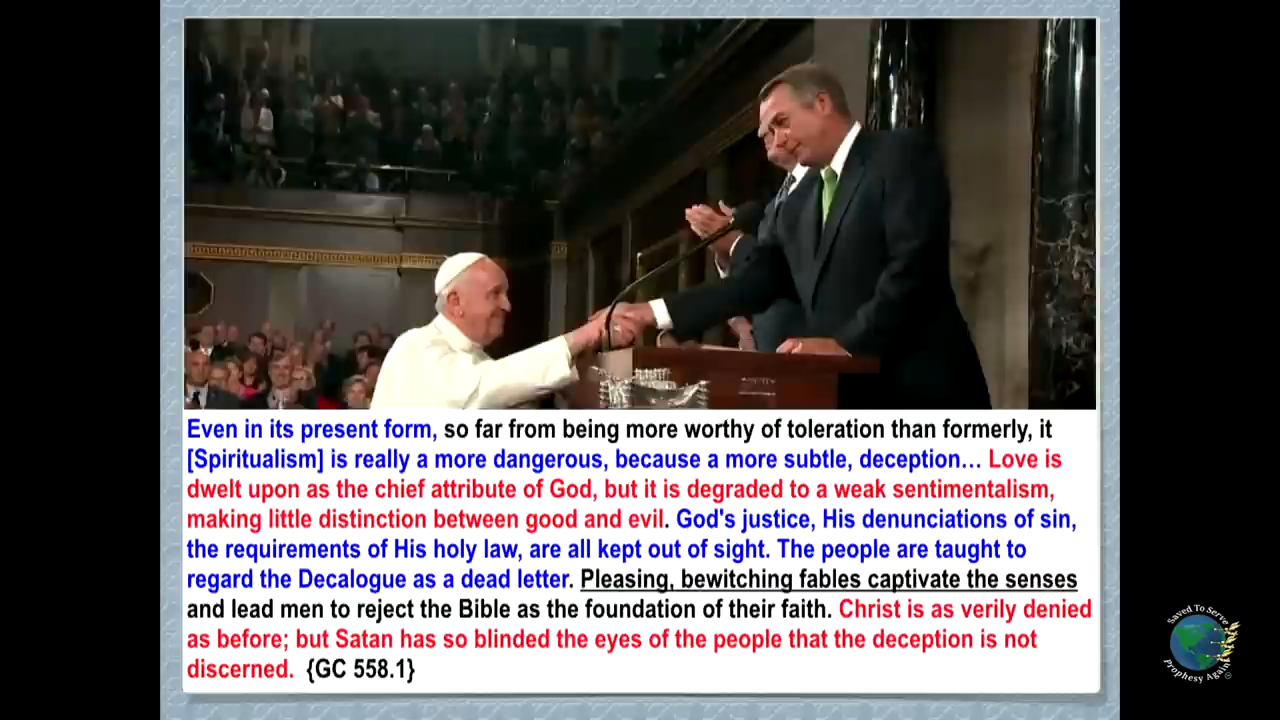 Even in its present form, so far from being more worthy of toleration than formerly, it
[Spiritualism] is really a more dangerous, because a more subtle, deception… Love is
dwelt upon as the chief attribute of God, but it is degraded to a weak sentimentalism,
making little distinction between good and evil. God's justice, His denunciations of sin,
the requirements of His holy law, are all kept out of sight. The people are taught to
regard the Decalogue as a dead letter. Pleasing, bewitching fables captivate the senses
and lead men to reject the Bible as the foundation of their faith. Christ is as verily denied
as before; but Satan has so blinded the eyes of the people that the deception is not
discerned. {GC 558.1}
Saved To Serve
Prophesy Again